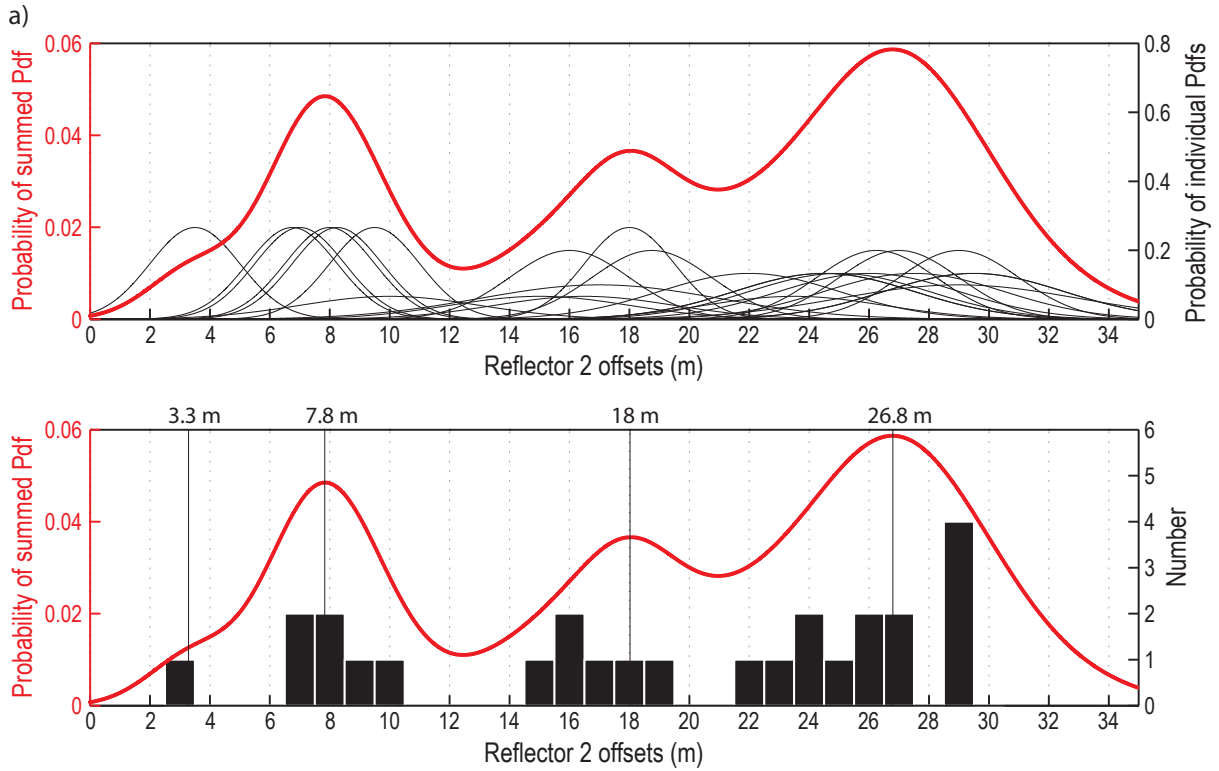 a)
Probability of summed Pdf
0.06
0.04
0.02
0
0.8
0.6
0.4
0.2
0
Probability of individual Pdfs
0 2 4 6 8 10 12 14 16 18 20 22 24 26 28 30 32 34
Reflector 2 offsets (m)
3.3 m 7.8 m 18 m 26.8 m
Probability of summed Pdf
0.06
0.04
0.02
0
6
5
4
3
2
1
0
Number
0 2 4 6 8 10 12 14 16 18 20 22 24 26 28 30 32 34
Reflector 2 offsets (m)